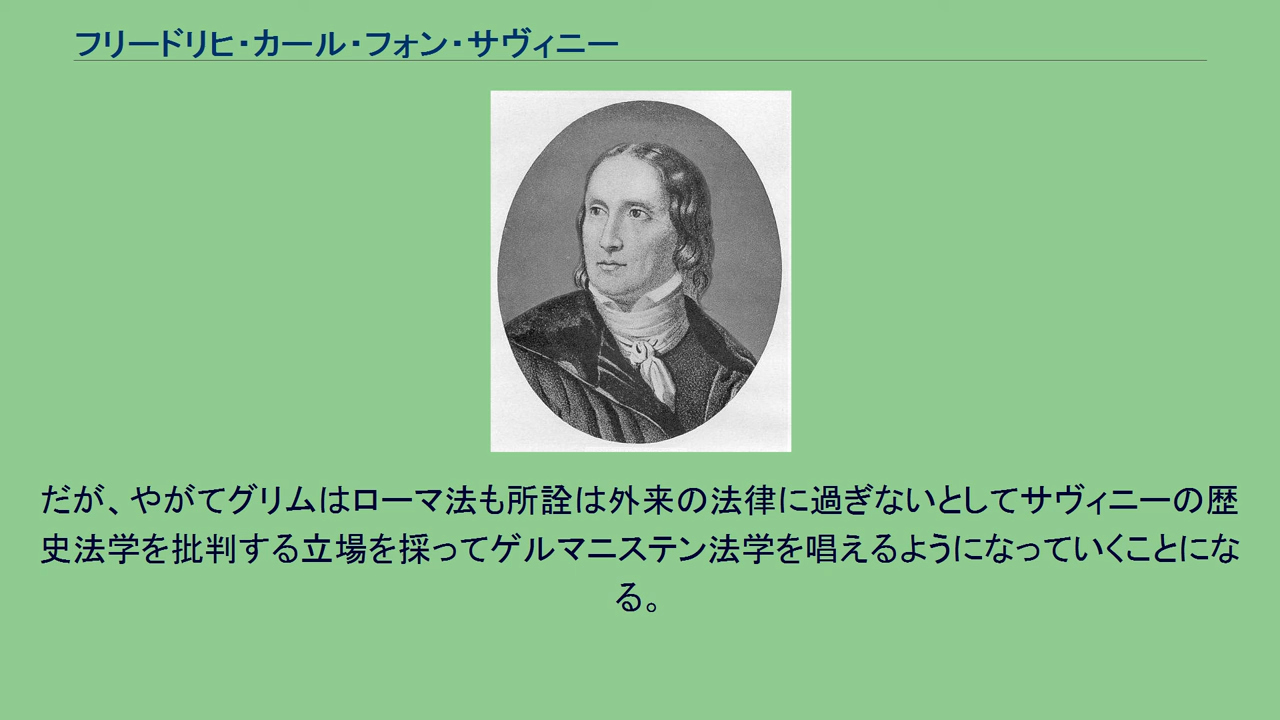 フリードリヒ・カール・フォン・サヴィニー
だが、やがてグリムはローマ法も所詮は外来の法律に過ぎないとしてサヴィニーの歴
史法学を批判する立場を採ってゲルマニステン法学を唱えるようになっていくことにな
る。